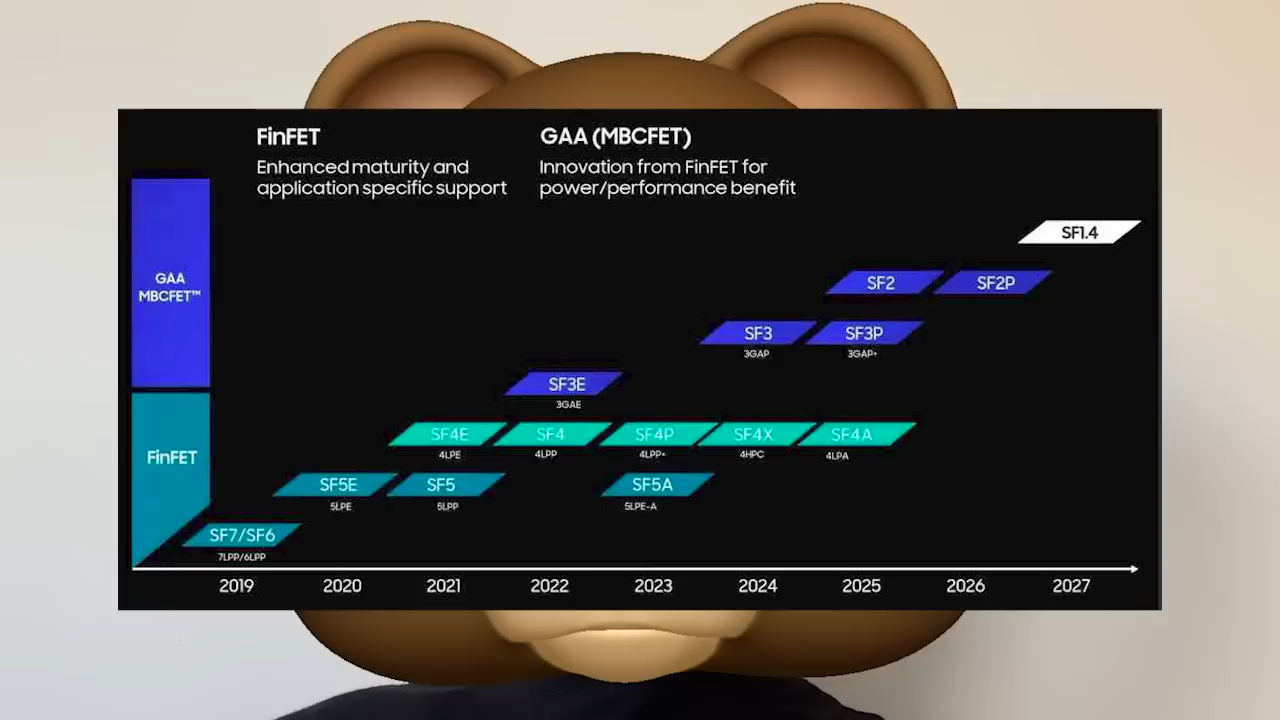 FinFET
Enhanced maturity and
application specific support
GAA (MBCFET)
Innovation from FinFET for
power/performance benefit
GAA
MBCFET™
FinFET
SF1.4
SF2
SF2P
SF3
3GAP
SF3P
3GAP+
SF3E
3GAE
SF4E
4LPE
SF4
4LPP
SF4P
4LPP+
SF4X
4HPC
SF4A
4LPA
SF5E
5LPE
SF5
5LPP
SF5A
5LPE-A
SF7/SF6
7LPP/6LPP
2019
2020
2021
2022
2023
2024
2025
2026
2027